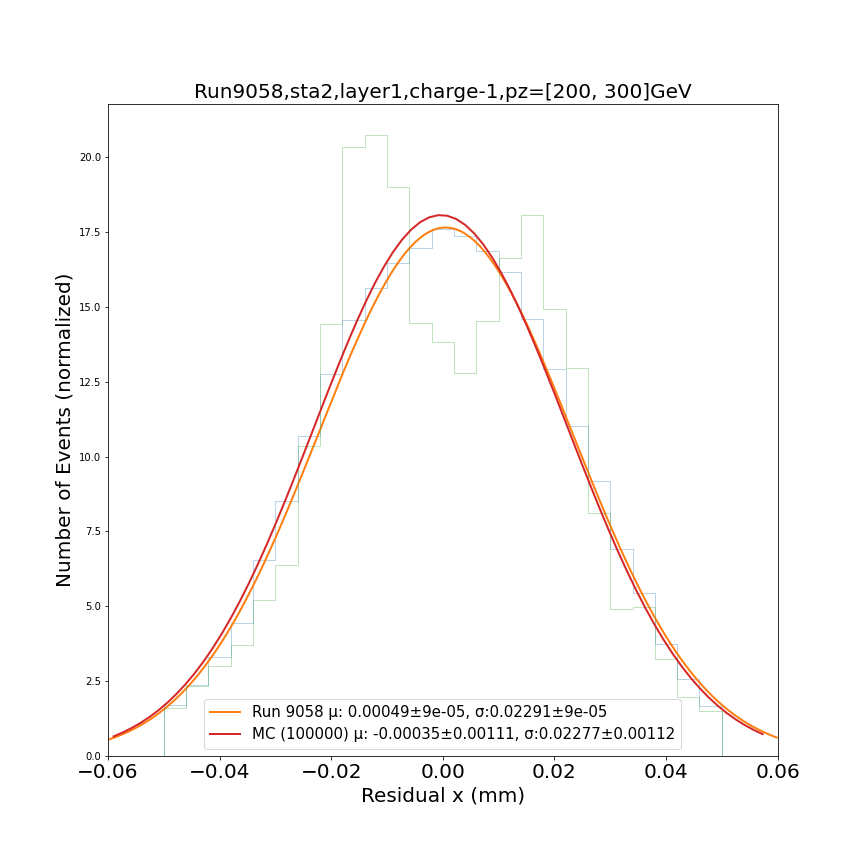 Run9058,sta2,layer1,charge-1,pz=[200, 300]GeV
Number of Events (normalized)
20.0
17.5
15.0
12.5
10.0
7.5
5.0
2.5
0.0
Run 9058 μ: 0.00049±9e-05, σ:0.02291±9e-05
MC (100000) μ: -0.00035±0.00111, σ:0.02277±0.00112
−0.06 −0.04 −0.02 0.00 0.02 0.04 0.06
Residual x (mm)